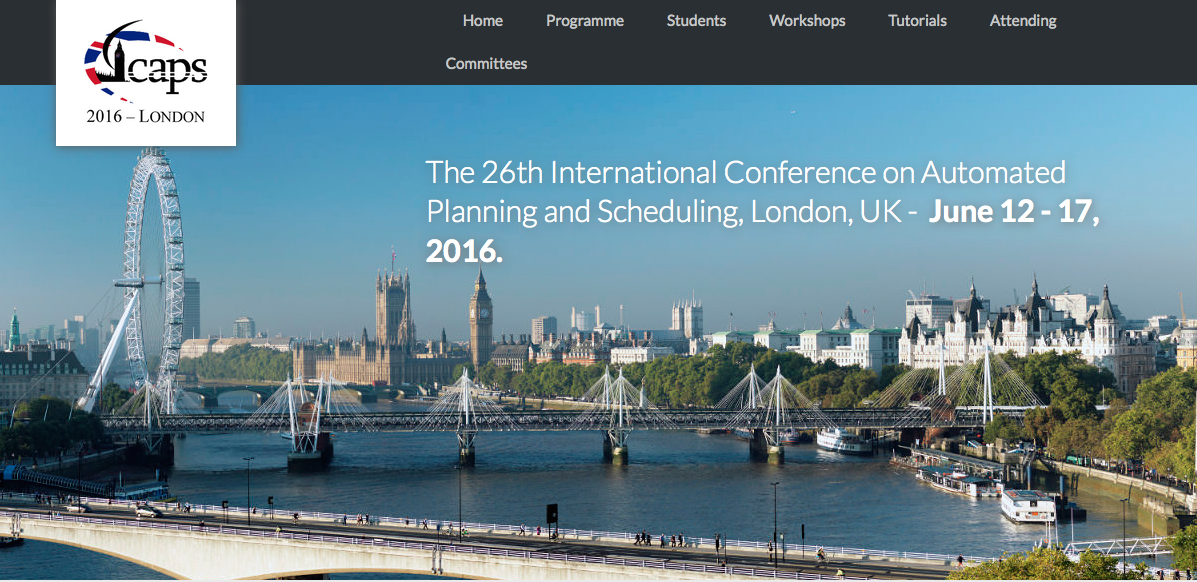 Home Programme Students Workshops Tutorials Attending
Committees
icaps
2016 – LONDON
The 26th International Conference on Automated
Planning and Scheduling, London, UK - June 12 - 17,
2016.